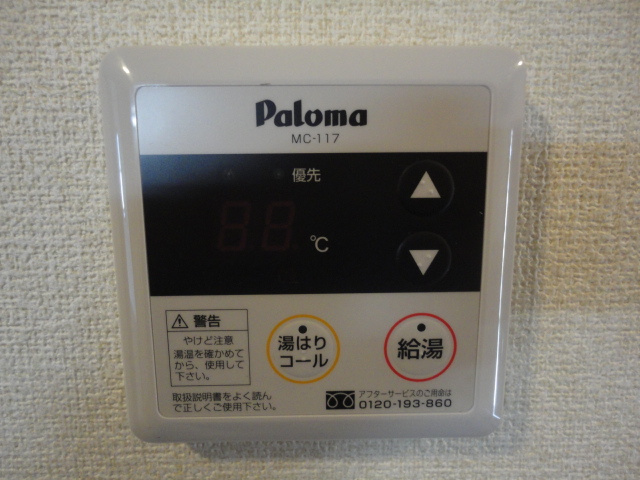 Paloma
MC-117
優先
℃
警告
やけど注意
湯温を確かめて
から、使用して
下さい。
取扱説明書をよく読ん
で正しくご使用下さい。
湯はり
コール
給湯
アフターサービスのご用命は
0120-193-860